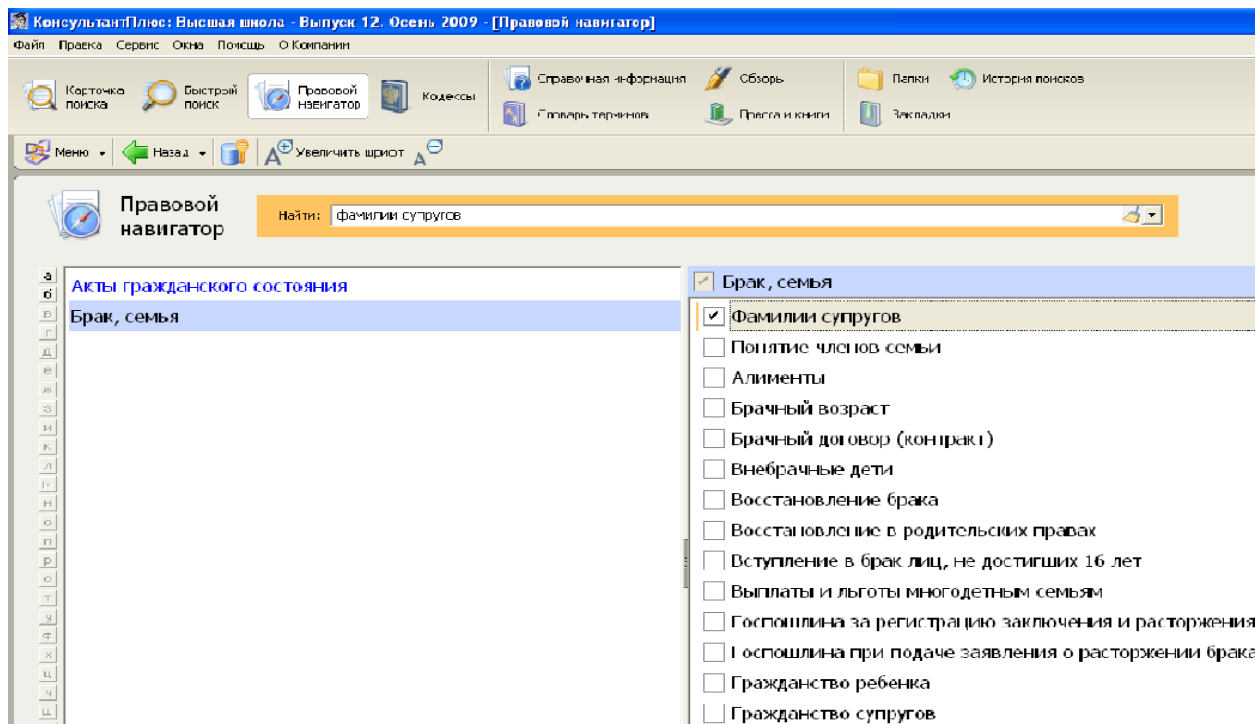 КонсультантПлюс: Высшая школа - Выпуск 12. Осень 2009 - [Правовой навигатор]
Файл Правка Сервис Окна Помощь О Компании
Карточка поиска
Быстрый поиск
Правовой навигатор
Кодексы
Справочная информация
Словарь терминов
Обзоры
Пресса и книги
Папки
Закладки
История поисков
Меню Назад A Увеличить шрифт A
Правовой навигатор
Найти: фамилии супругов
а
б
в
г
д
е
ж
з
и
к
л
м
н
о
п
р
с
т
у
ф
х
ц
ч
ш
Акты гражданского состояния
Брак, семья
Брак, семья
Фамилии супругов
Понятие членов семьи
Алименты
Брачный возраст
Брачный договор (контракт)
Внебрачные дети
Восстановление брака
Восстановление в родительских правах
Вступление в брак лиц, не достигших 16 лет
Выплаты и льготы многодетным семьям
Госпошлина за регистрацию заключения и расторжения
Госпошлина при подаче заявления о расторжении брака
Гражданство ребенка
Гражданство супругов